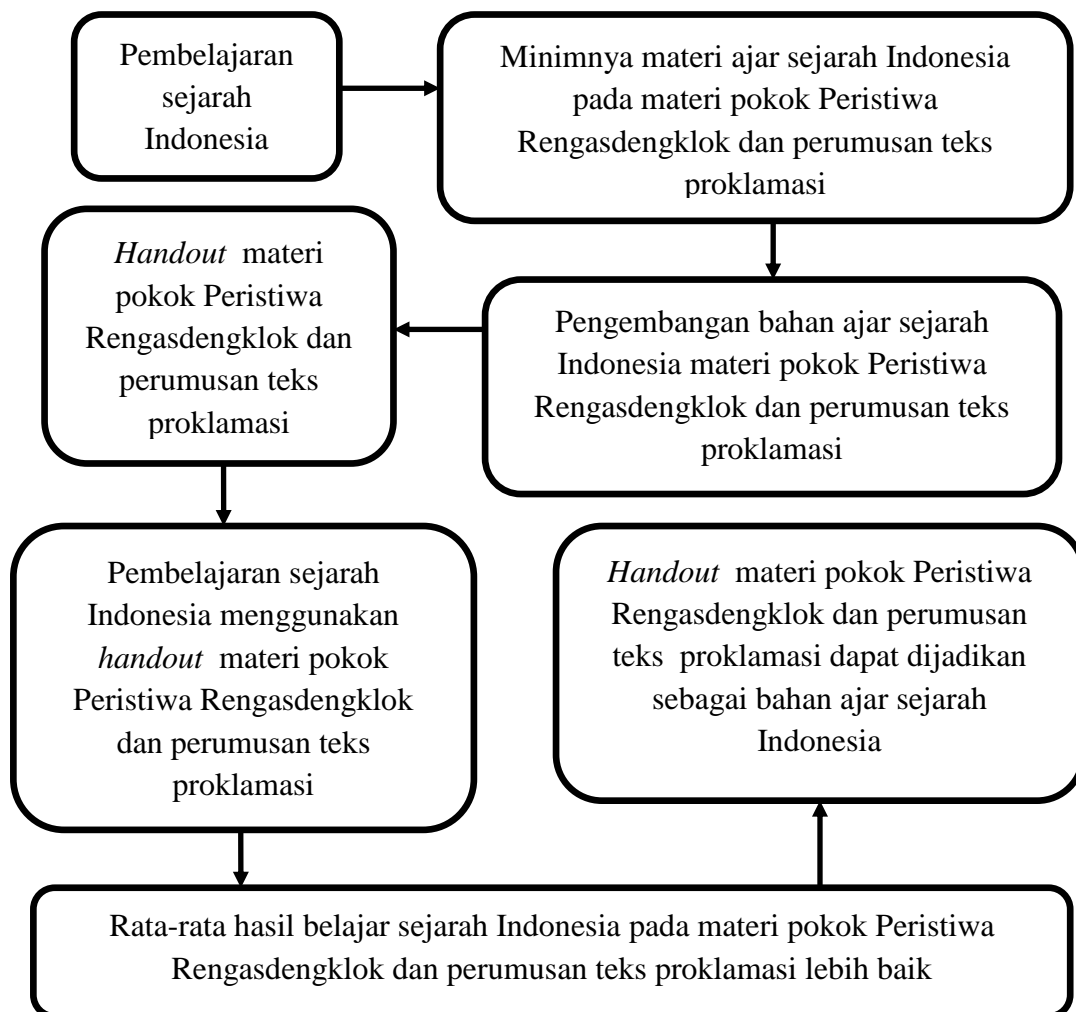 Pembelajaran
sejarah
Indonesia
Minimnya materi ajar sejarah Indonesia
pada materi pokok Peristiwa
Rengasdengklok dan perumusan teks
proklamasi
Pengembangan bahan ajar sejarah
Indonesia materi pokok Peristiwa
Rengasdengklok dan perumusan teks
proklamasi
Handout materi
pokok Peristiwa
Rengasdengklok dan
perumusan teks
proklamasi
Pembelajaran sejarah
Indonesia menggunakan
handout materi pokok
Peristiwa Rengasdengklok
dan perumusan teks
proklamasi
Rata-rata hasil belajar sejarah Indonesia pada materi pokok Peristiwa
Rengasdengklok dan perumusan teks proklamasi lebih baik
Handout materi pokok Peristiwa
Rengasdengklok dan perumusan
teks proklamasi dapat dijadikan
sebagai bahan ajar sejarah
Indonesia